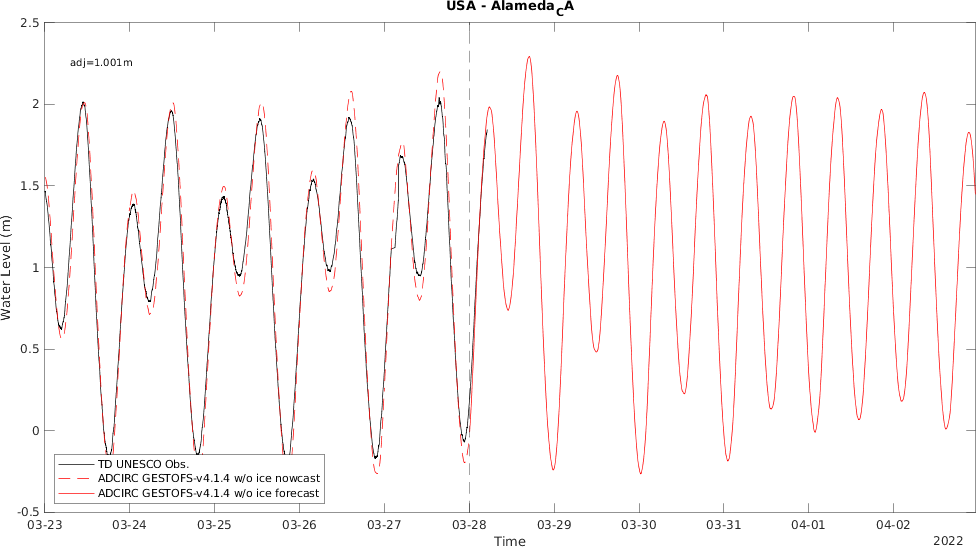 USA - Alameda_CA
adj=1.001m
2.5
2
1.5
1
0.5
0
-0.5
Water Level (m)
TD UNESCO Obs.
ADCIRC GESTOFS-v4.1.4 w/o ice nowcast
ADCIRC GESTOFS-v4.1.4 w/o ice forecast
03-23 03-24 03-25 03-26 03-27 03-28 03-29 03-30 03-31 04-01 04-02
Time
2022